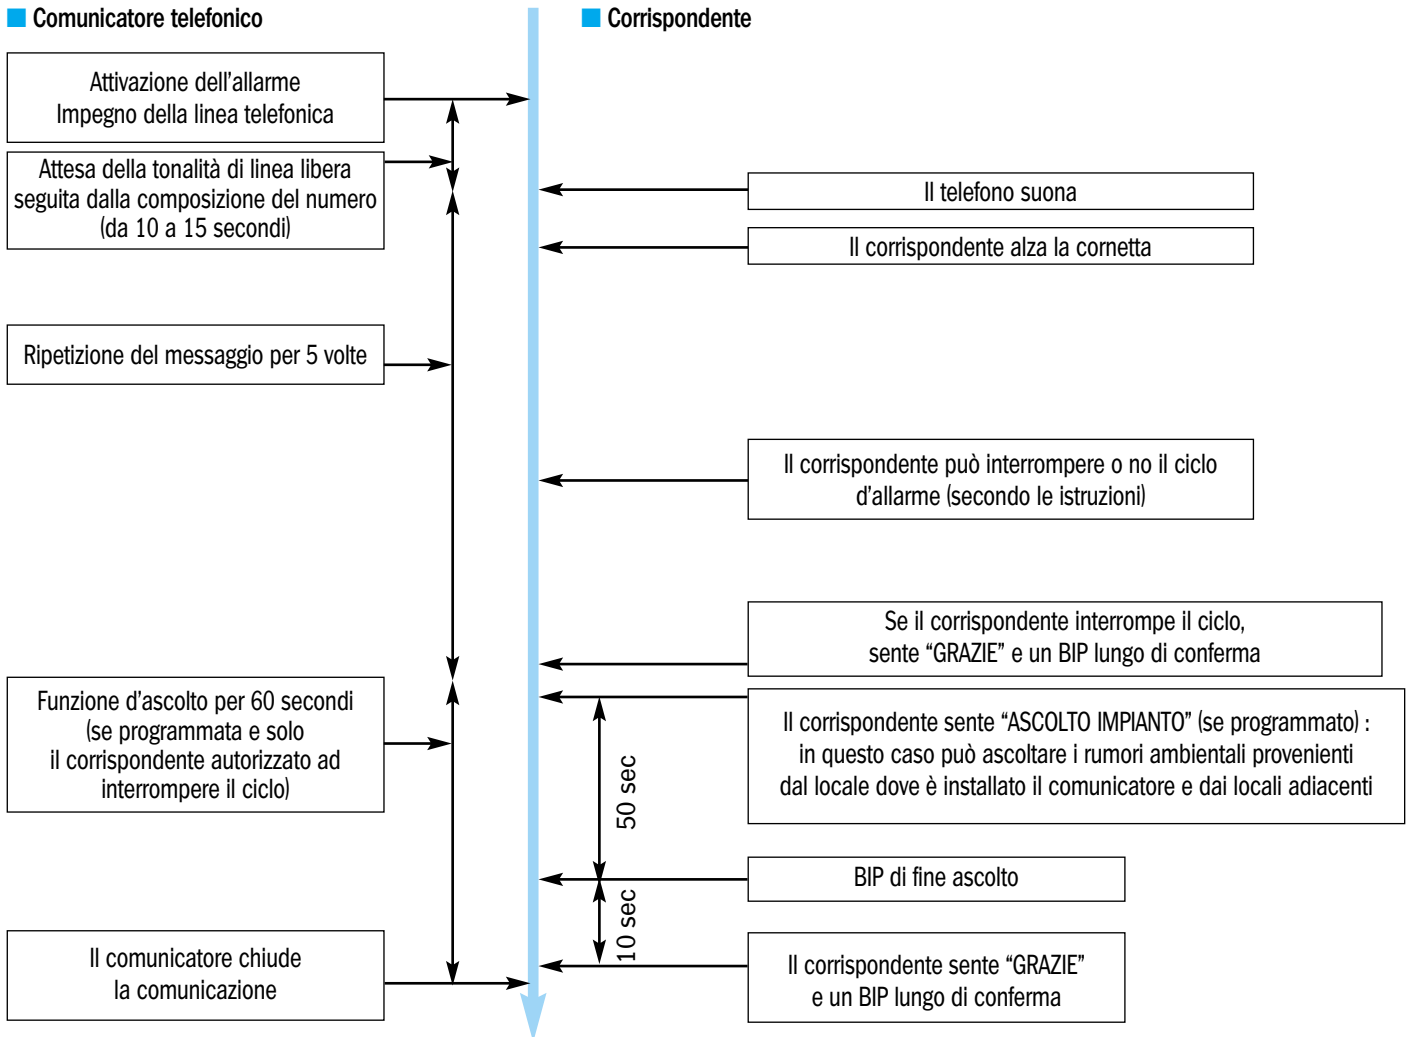 Comunicatore telefonico
Corrispondente
Attivazione dell'allarme
Impegno della linea telefonica
Attesa della tonalità di linea libera
seguita dalla composizione del numero
(da 10 a 15 secondi)
Il telefono suona
Il corrispondente alza la cornetta
Ripetizione del messaggio per 5 volte
Il corrispondente può interrompere o no il ciclo
d'allarme (secondo le istruzioni)
Se il corrispondente interrompe il ciclo,
sente “GRAZIE” e un BIP lungo di conferma
Funzione d'ascolto per 60 secondi
(se programmata e solo
il corrispondente autorizzato ad
interrompere il ciclo)
Il corrispondente sente “ASCOLTO IMPIANTO” (se programmato) :
in questo caso può ascoltare i rumori ambientali provenienti
dal locale dove è installato il comunicatore e dai locali adiacenti
50 sec
BIP di fine ascolto
10 sec
Il comunicatore chiude
la comunicazione
Il corrispondente sente “GRAZIE”
e un BIP lungo di conferma